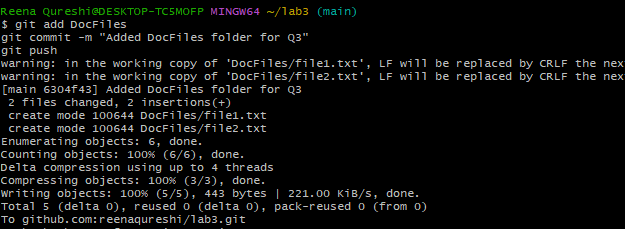 Reena Qureshi@DESKTOP-TC5MOFP MINGW64 ~/lab3 (main)
$ git add DocFiles
git commit -m "Added DocFiles folder for Q3"
git push
warning: in the working copy of 'DocFiles/file1.txt', LF will be replaced by CRLF the nex
warning: in the working copy of 'DocFiles/file2.txt', LF will be replaced by CRLF the nex
[main 6304f43] Added DocFiles folder for Q3
 2 files changed, 2 insertions(+)
 create mode 100644 DocFiles/file1.txt
 create mode 100644 DocFiles/file2.txt
Enumerating objects: 6, done.
Counting objects: 100% (6/6), done.
Delta compression using up to 4 threads
Compressing objects: 100% (3/3), done.
Writing objects: 100% (5/5), 443 bytes | 221.00 KiB/s, done.
Total 5 (delta 0), reused 0 (delta 0), pack-reused 0 (from 0)
To github.com:reenaqureshi/lab3.git